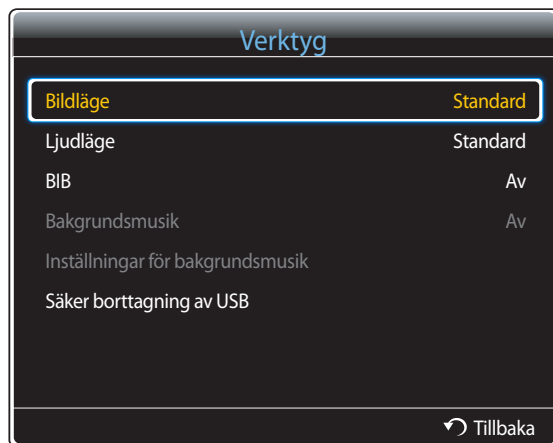 Verktyg
Bildläge Standard
Ljudläge Standard
BIB Av
Bakgrundsmusik Av
Inställningar för bakgrundsmusik
Säker borttagning av USB
Tillbaka